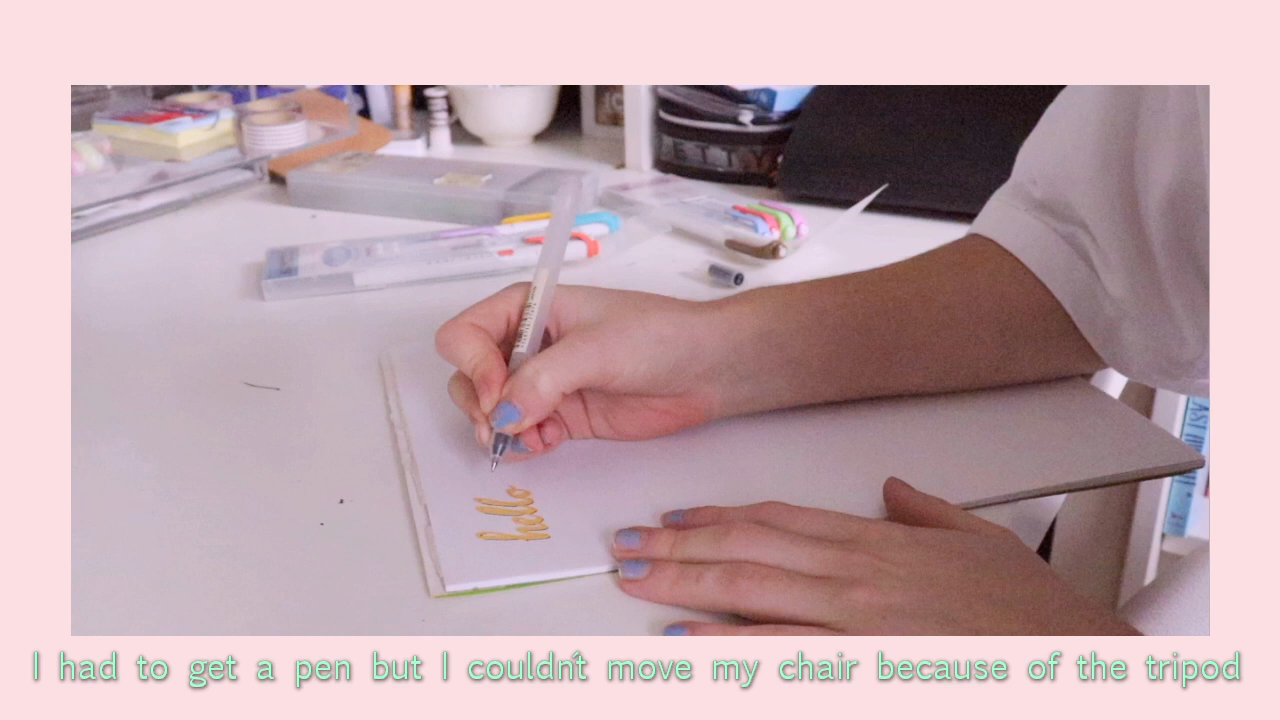 hello
I had to get a pen but I couldn't move my chair because of the tripod